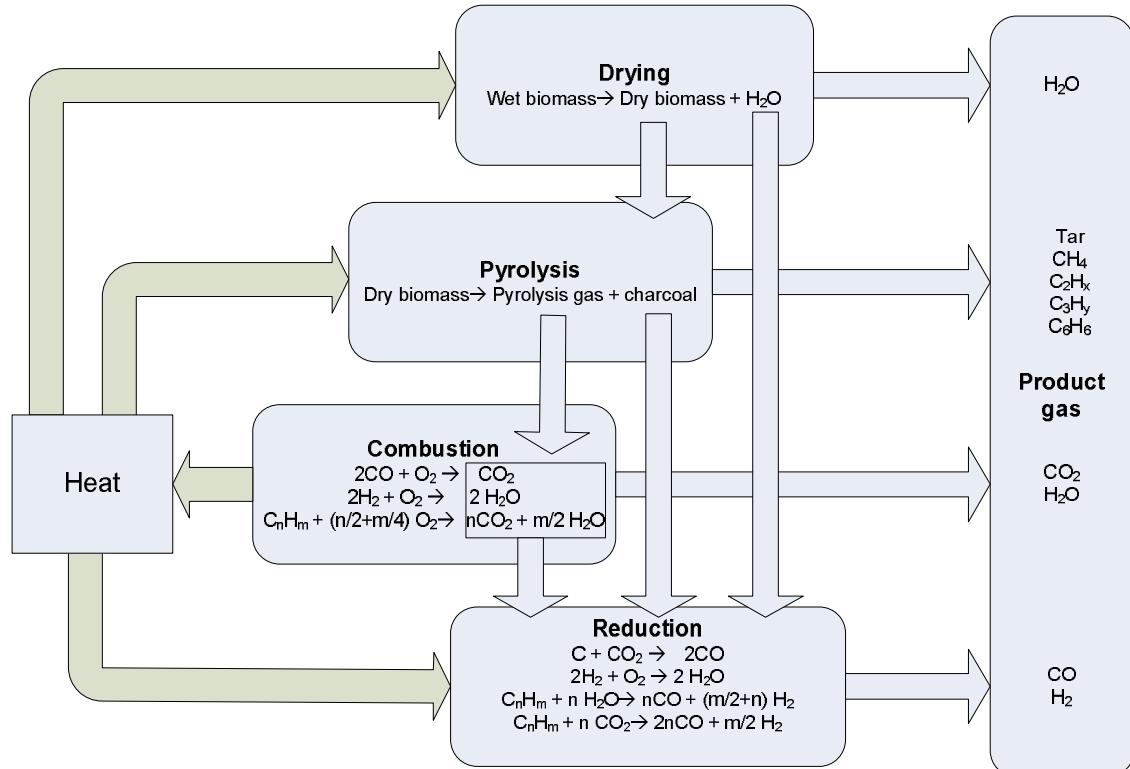 Drying
Wet biomass→ Dry biomass + H₂O
H₂O
Pyrolysis
Dry biomass→ Pyrolysis gas + charcoal
Tar
CH₄
C₂Hₓ
C₃Hᵧ
C₆H₆
Product
gas
Heat
Combustion
2CO + O₂ → CO₂
2H₂ + O₂ → 2 H₂O
CₙHₘ + (n/2+m/4) O₂→ nCO₂ + m/2 H₂O
CO₂
H₂O
Reduction
C + CO₂ → 2CO
2H₂ + O₂ → 2 H₂O
CₙHₘ + n H₂O→ nCO + (m/2+n) H₂
CₙHₘ + n CO₂→ 2nCO + m/2 H₂
CO
H₂